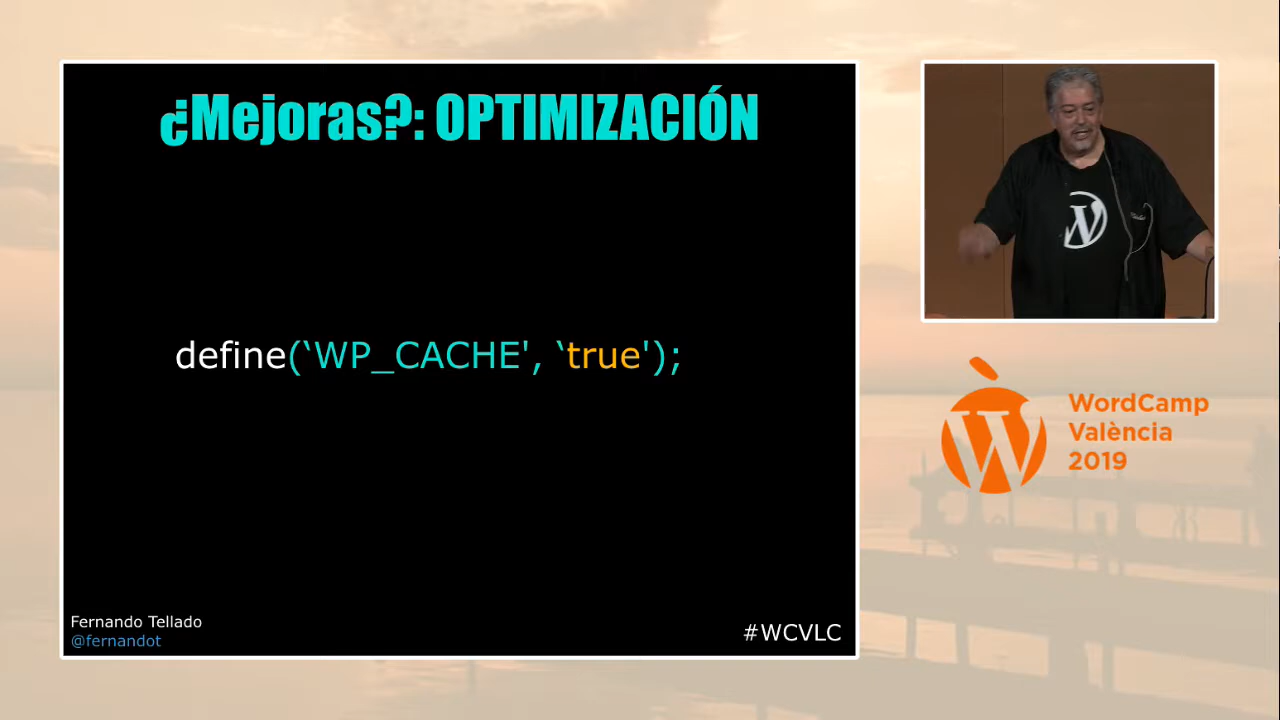 ¿Mejoras?: OPTIMIZACIÓN
define(‘WP_CACHE', ‘true');
Fernando Tellado
@fernandot
#WCVLC
WordCamp
València
2019